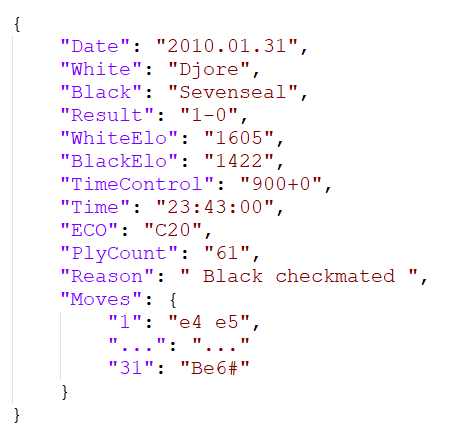 {
"Date": "2010.01.31",
"White": "Djore",
"Black": "Sevenseal",
"Result": "1-0",
"WhiteElo": "1605",
"BlackElo": "1422",
"TimeControl": "900+0",
"Time": "23:43:00",
"ECO": "C20",
"PlyCount": "61",
"Reason": " Black checkmated ",
"Moves": {
"1": "e4 e5",
"...": "..."
"31": "Be6#"
}
}